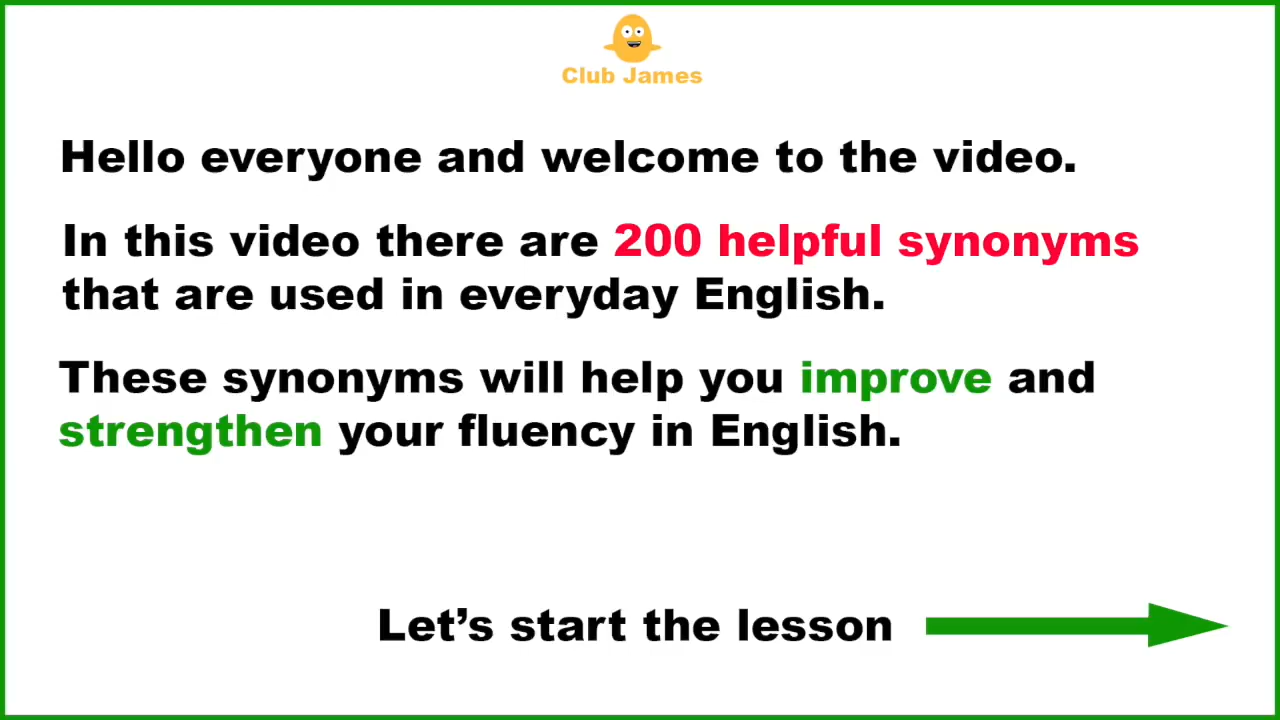 Club James
Hello everyone and welcome to the video.
In this video there are 200 helpful synonyms
that are used in everyday English.
These synonyms will help you improve and
strengthen your fluency in English.
Let’s start the lesson